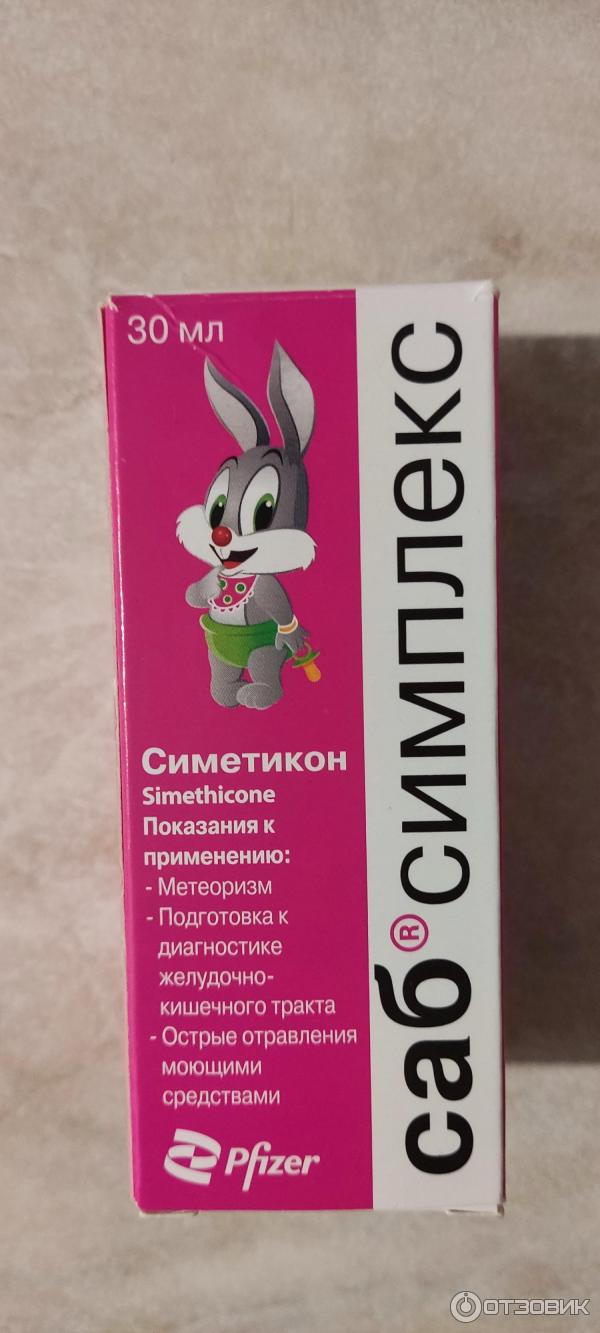 30 мл
Симетикон
Simethicone
Показания к
применению:
- Метеоризм
- Подготовка к
диагностике
желудочно-
кишечного тракта
- Острые отравления
моющими
средствами
Pfizer
саб® симплекс
ОТЗОВИК